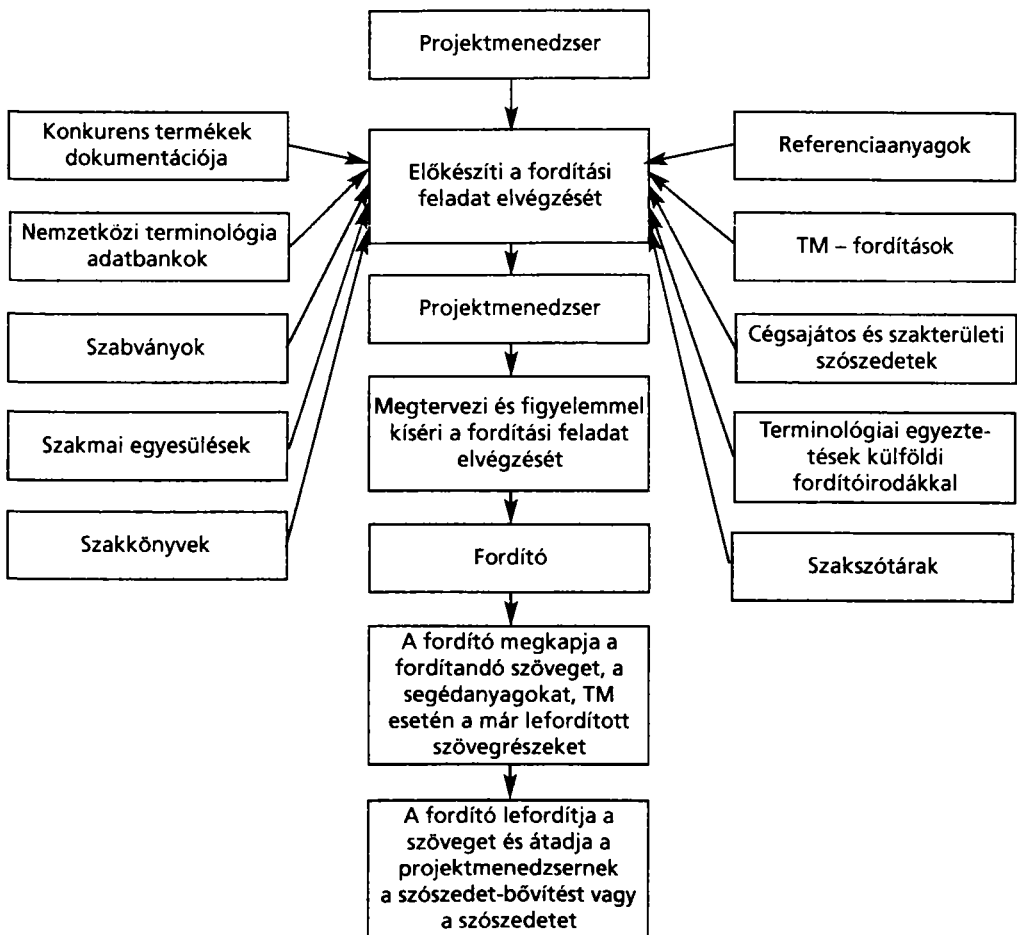 Projektmenedzser
Konkurens termékek
dokumentációja
Előkészíti a fordítási
feladat elvégzését
Referenciaanyagok
Nemzetközi terminológia
adatbankok
TM – fordítások
Projektmenedzser
Szabványok
Cégsajátos és szakterületi
szószedetek
Megtervezi és figyelemmel
kíséri a fordítási feladat
elvégzését
Szakmai egyesülések
Terminológiai egyezte-
tések külföldi
fordítóirodákkal
Szakkönyvek
Fordító
Szakszótárak
A fordító megkapja a
fordítandó szöveget, a
segédanyagokat, TM
esetén a már lefordított
szövegrészeket
A fordító lefordítja a
szöveget és átadja a
projektmenedzsernek
a szószedet-bővítést vagy
a szószedetet